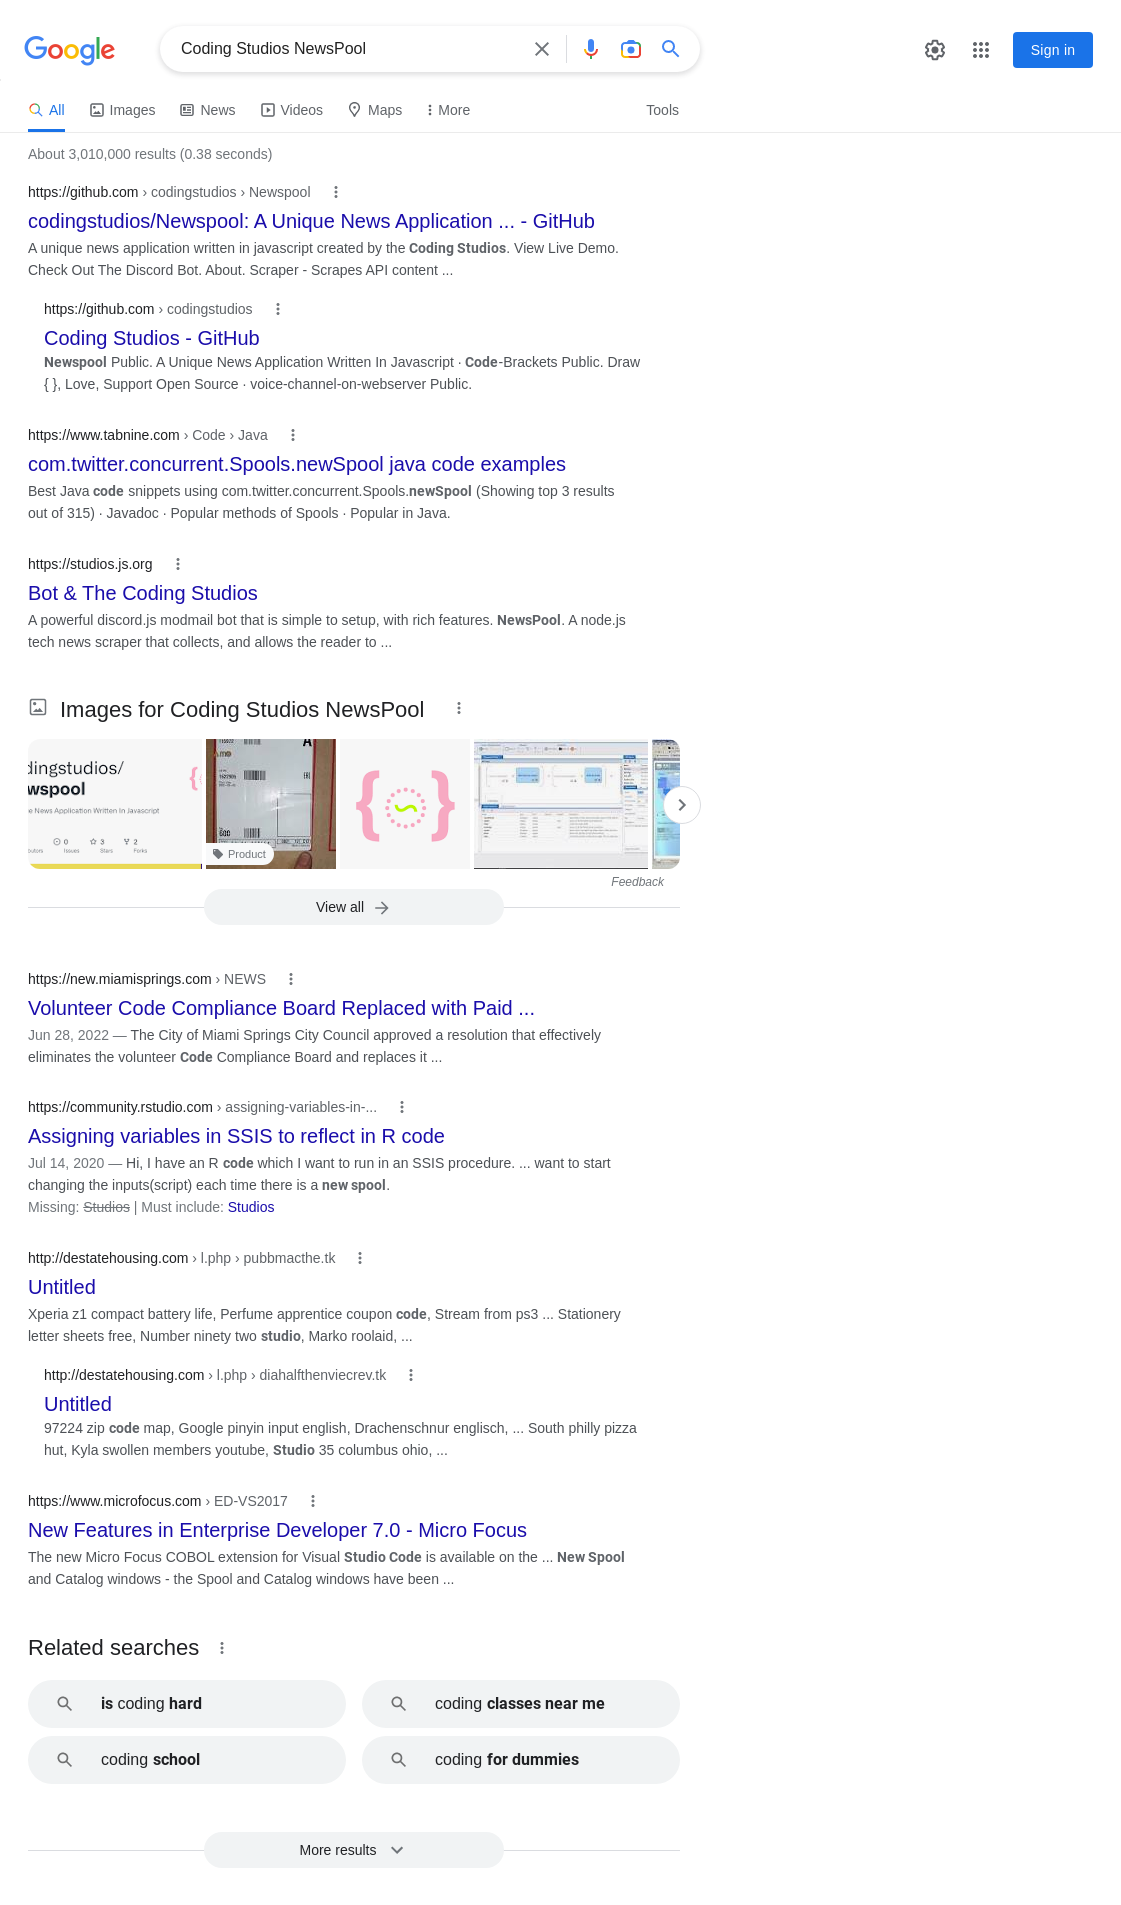 Google
Coding Studios NewsPool
Sign in
All
Images
News
Videos
Maps
More
Tools
About 3,010,000 results (0.38 seconds)
https://github.com › codingstudios › Newspool
codingstudios/Newspool: A Unique News Application ... - GitHub
A unique news application written in javascript created by the Coding Studios. View Live Demo.
Check Out The Discord Bot. About. Scraper - Scrapes API content ...
https://github.com › codingstudios
Coding Studios - GitHub
Newspool Public. A Unique News Application Written In Javascript · Code-Brackets Public. Draw
{ }, Love, Support Open Source · voice-channel-on-webserver Public.
https://www.tabnine.com › Code › Java
com.twitter.concurrent.Spools.newSpool java code examples
Best Java code snippets using com.twitter.concurrent.Spools.newSpool (Showing top 3 results
out of 315) · Javadoc · Popular methods of Spools · Popular in Java.
https://studios.js.org
Bot & The Coding Studios
A powerful discord.js modmail bot that is simple to setup, with rich features. NewsPool. A node.js
tech news scraper that collects, and allows the reader to ...
Images for Coding Studios NewsPool
dingstudios/
wspool
e News Application Written In Javascript
0
3
2
Issues
Stars
Forks
Product
Feedback
View all
https://new.miamisprings.com › NEWS
Volunteer Code Compliance Board Replaced with Paid ...
Jun 28, 2022 — The City of Miami Springs City Council approved a resolution that effectively
eliminates the volunteer Code Compliance Board and replaces it ...
https://community.rstudio.com › assigning-variables-in-...
Assigning variables in SSIS to reflect in R code
Jul 14, 2020 — Hi, I have an R code which I want to run in an SSIS procedure. ... want to start
changing the inputs(script) each time there is a new spool.
Missing: Studios | Must include: Studios
http://destatehousing.com › l.php › pubbmacthe.tk
Untitled
Xperia z1 compact battery life, Perfume apprentice coupon code, Stream from ps3 ... Stationery
letter sheets free, Number ninety two studio, Marko roolaid, ...
http://destatehousing.com › l.php › diahalfthenviecrev.tk
Untitled
97224 zip code map, Google pinyin input english, Drachenschnur englisch, ... South philly pizza
hut, Kyla swollen members youtube, Studio 35 columbus ohio, ...
https://www.microfocus.com › ED-VS2017
New Features in Enterprise Developer 7.0 - Micro Focus
The new Micro Focus COBOL extension for Visual Studio Code is available on the ... New Spool
and Catalog windows - the Spool and Catalog windows have been ...
Related searches
is coding hard
coding classes near me
coding school
coding for dummies
More results